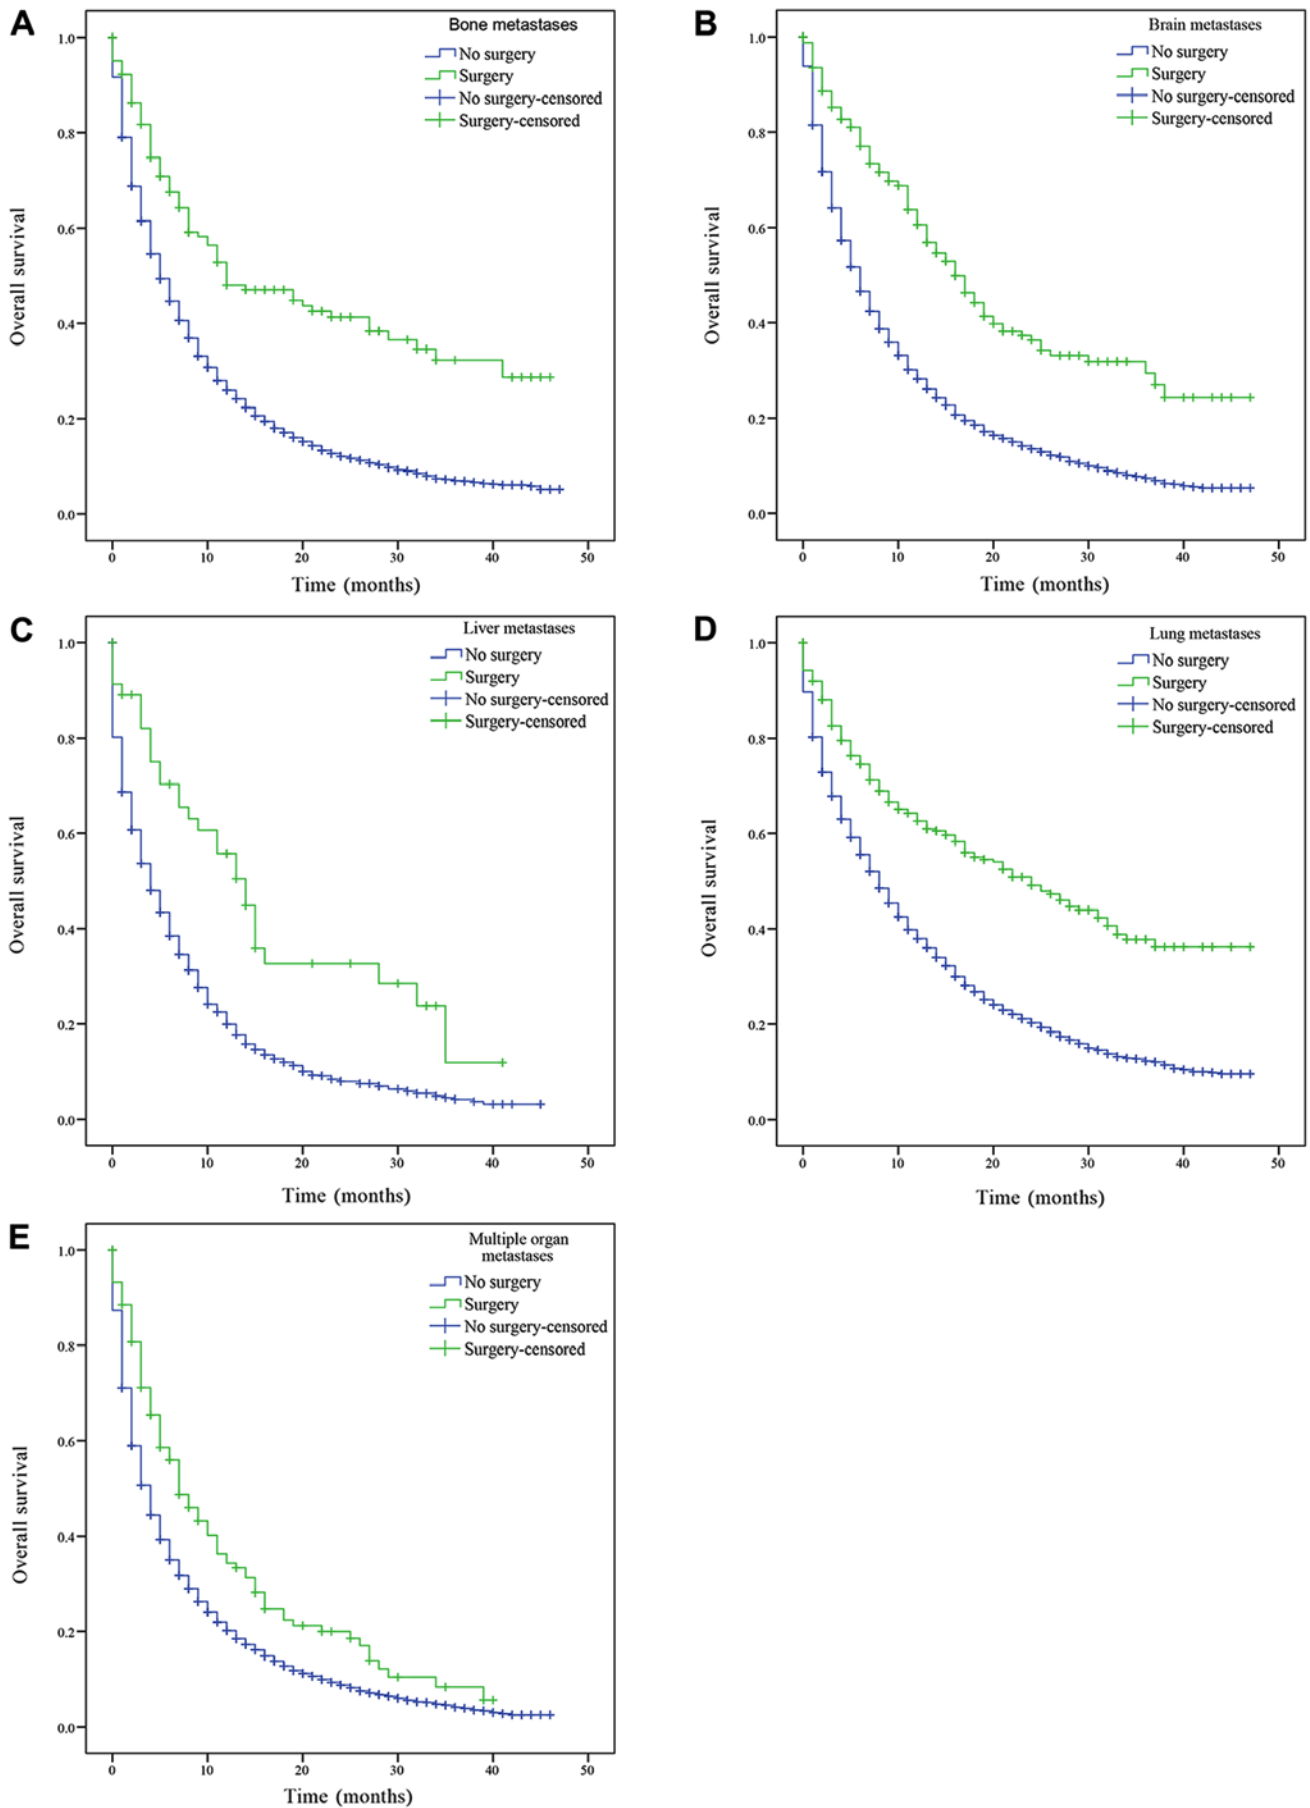 A
Bone metastases
No surgery
Surgery
No surgery-censored
Surgery-censored
1.0
0.8
0.6
0.4
0.2
0.0
Overall survival
0 10 20 30 40 50
Time (months)
B
Brain metastases
No surgery
Surgery
No surgery-censored
Surgery-censored
1.0
0.8
0.6
0.4
0.2
0.0
Overall survival
0 10 20 30 40 50
Time (months)
C
Liver metastases
No surgery
Surgery
No surgery-censored
Surgery-censored
1.0
0.8
0.6
0.4
0.2
0.0
Overall survival
0 10 20 30 40 50
Time (months)
D
Lung metastases
No surgery
Surgery
No surgery-censored
Surgery-censored
1.0
0.8
0.6
0.4
0.2
0.0
Overall survival
0 10 20 30 40 50
Time (months)
E
Multiple organ
metastases
No surgery
Surgery
No surgery-censored
Surgery-censored
1.0
0.8
0.6
0.4
0.2
0.0
Overall survival
0 10 20 30 40 50
Time (months)